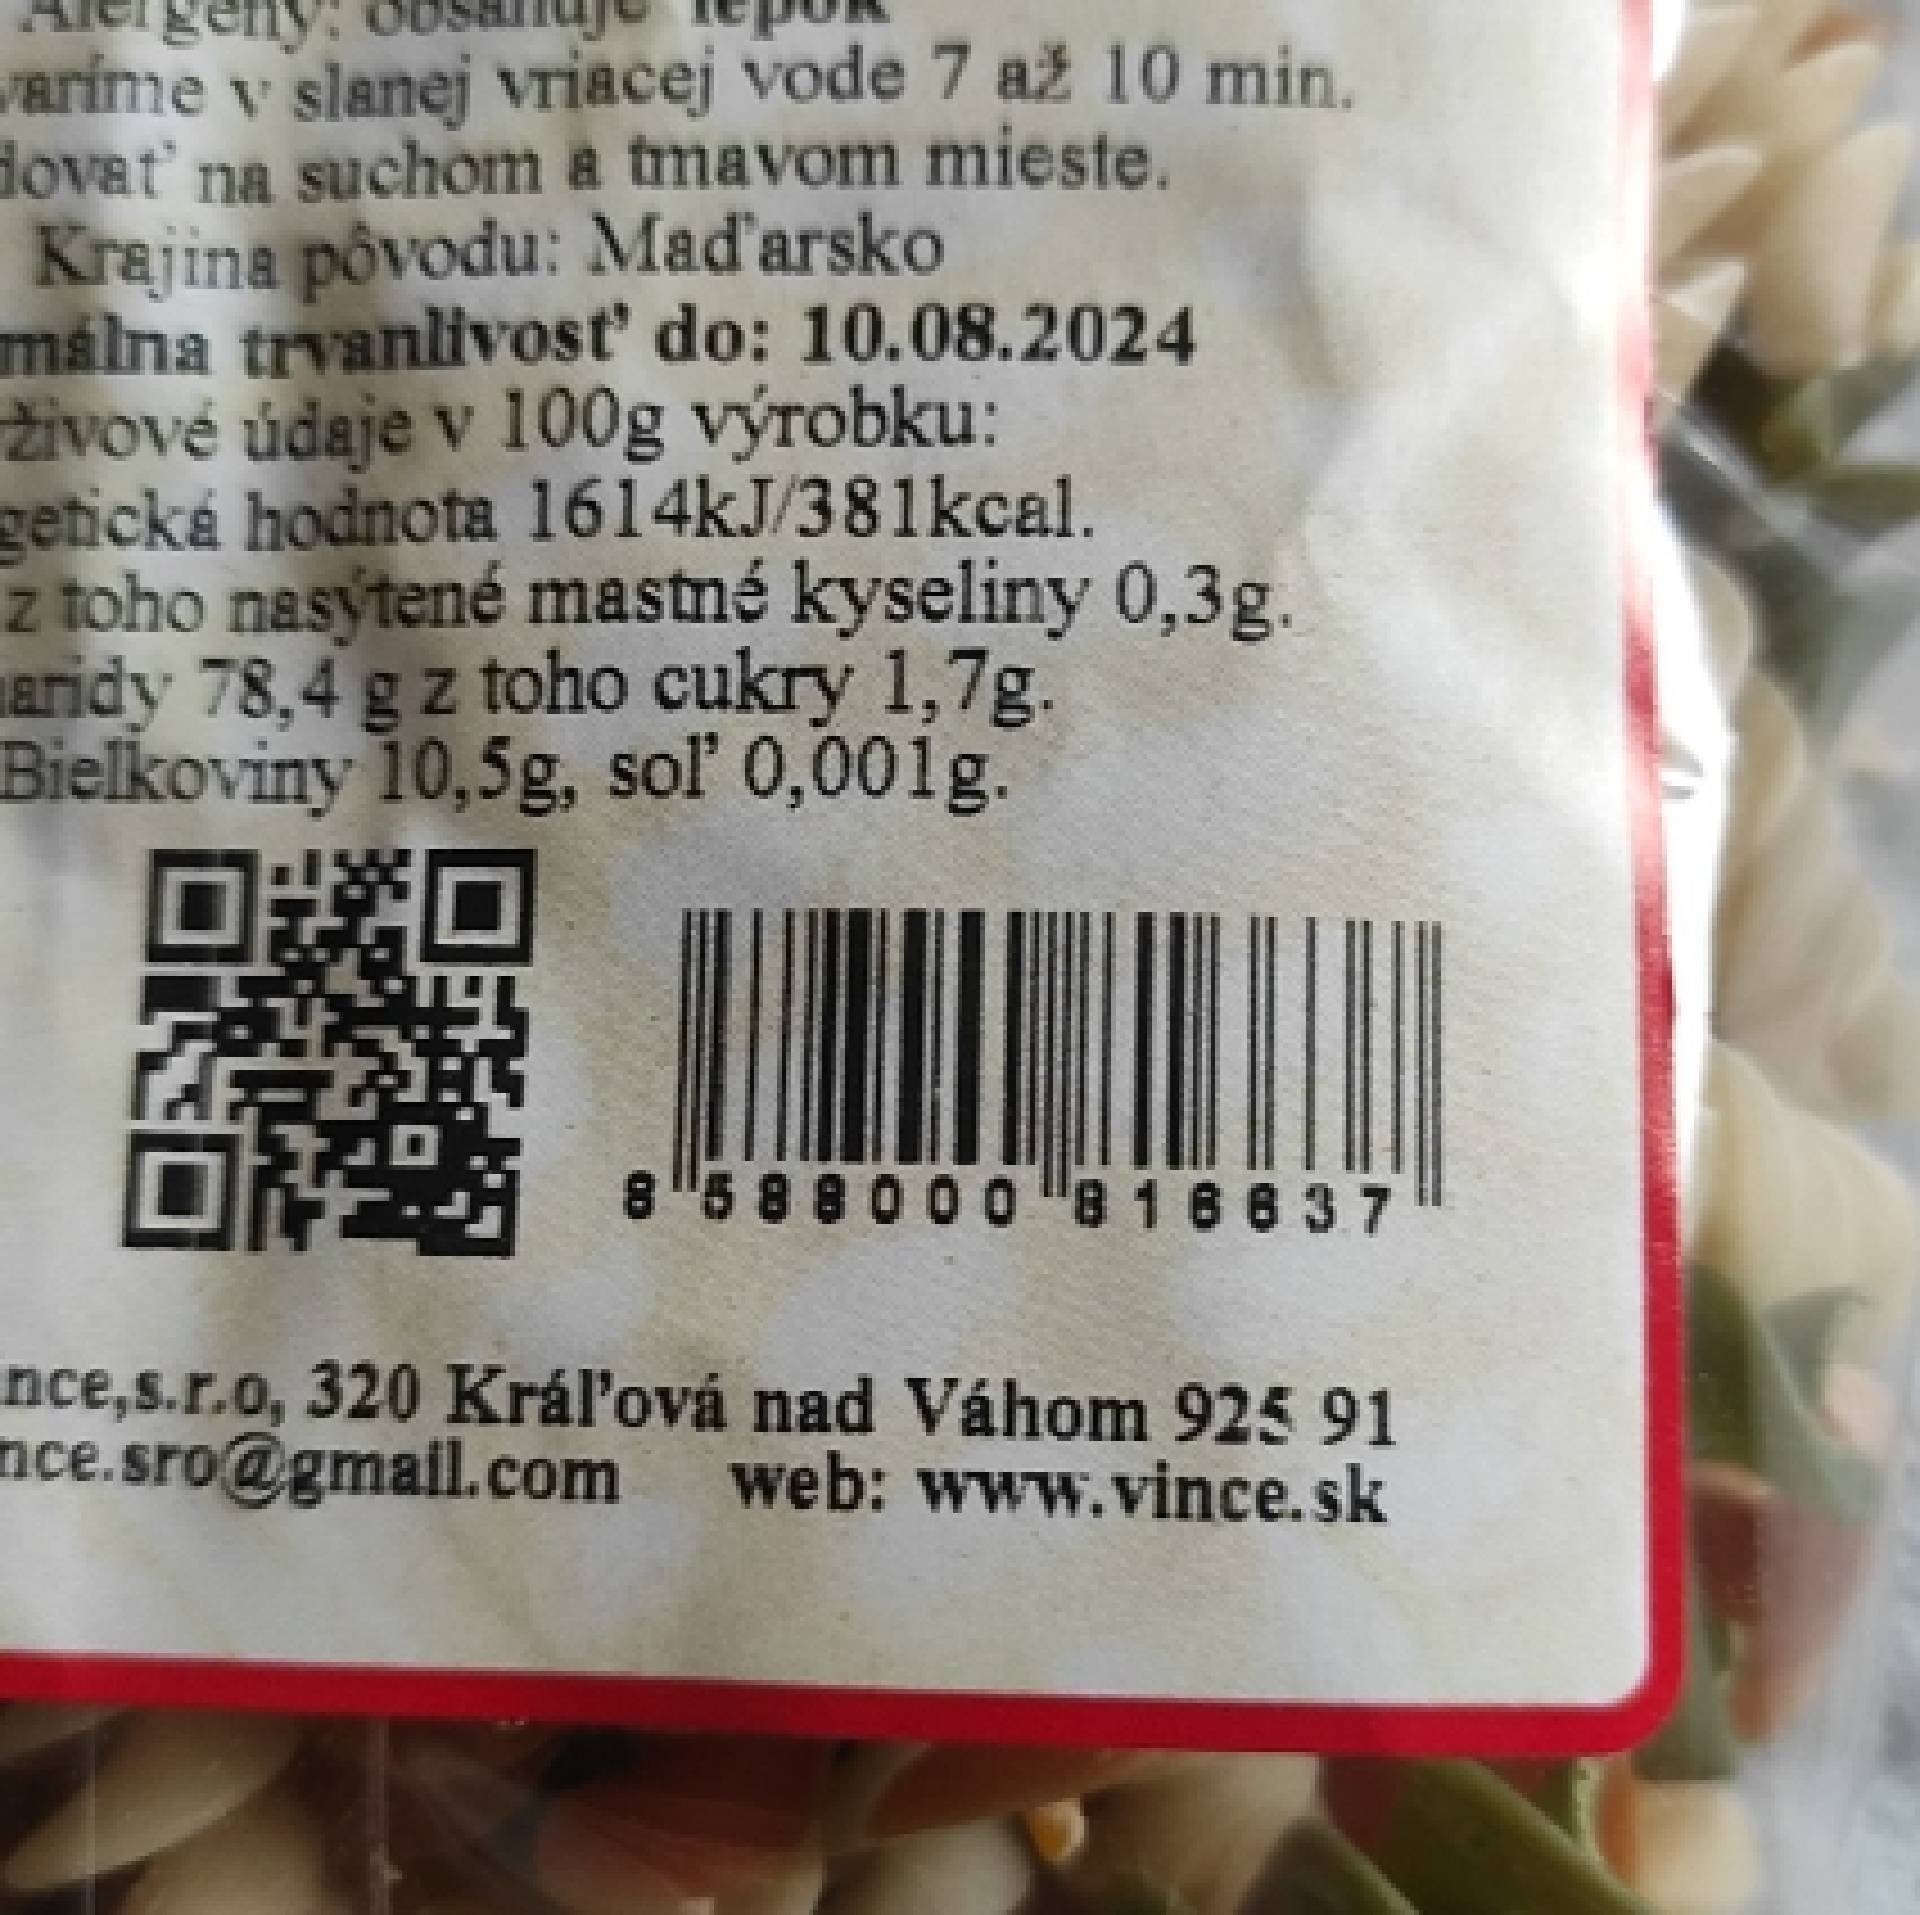 Alergény: obsahuje lepok
varíme v slanej vriacej vode 7 až 10 min.
dovať na suchom a tmavom mieste.
Krajina pôvodu: Maďarsko
málna trvanlivosť do: 10.08.2024
živové údaje v 100g výrobku:
getická hodnota 1614kJ/381kcal.
z toho nasýtené mastné kyseliny 0,3g.
aridy 78,4 g z toho cukry 1,7g.
Bielkoviny 10,5g, soľ 0,001g.
8 588000 816637
nce,s.r.o, 320 Kráľová nad Váhom 925 91
nce.sro@gmail.com web: www.vince.sk